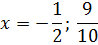 x = −1/2; 9/10